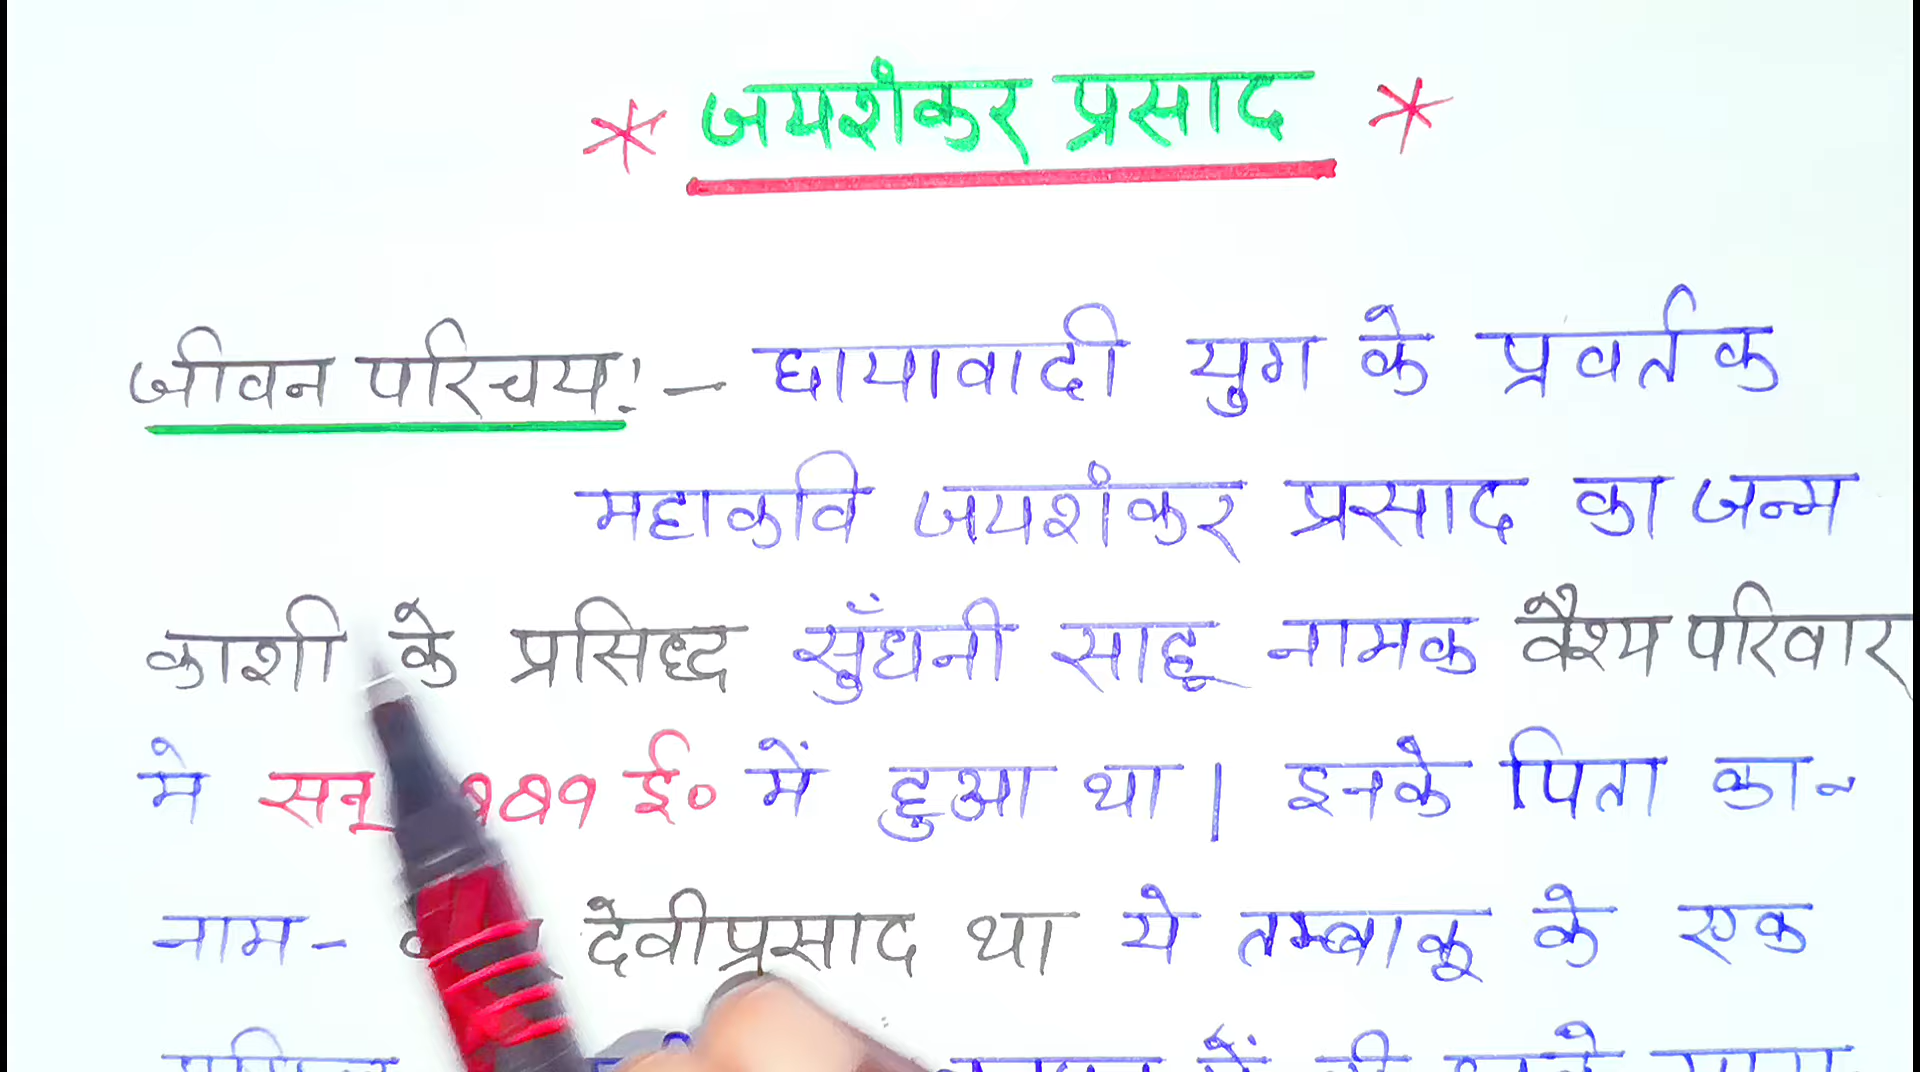 * जयशंकर प्रसाद *
जीवन परिचय:- छायावादी युग के प्रवर्तक
महाकवि जयशंकर प्रसाद का जन्म
काशी के प्रसिद्ध सुँघनी साहू नामक वैश्य परिवार
मे सन् ई० में हुआ था। इनके पिता का-
नाम- देवीप्रसाद था ये तम्बाकू के एक